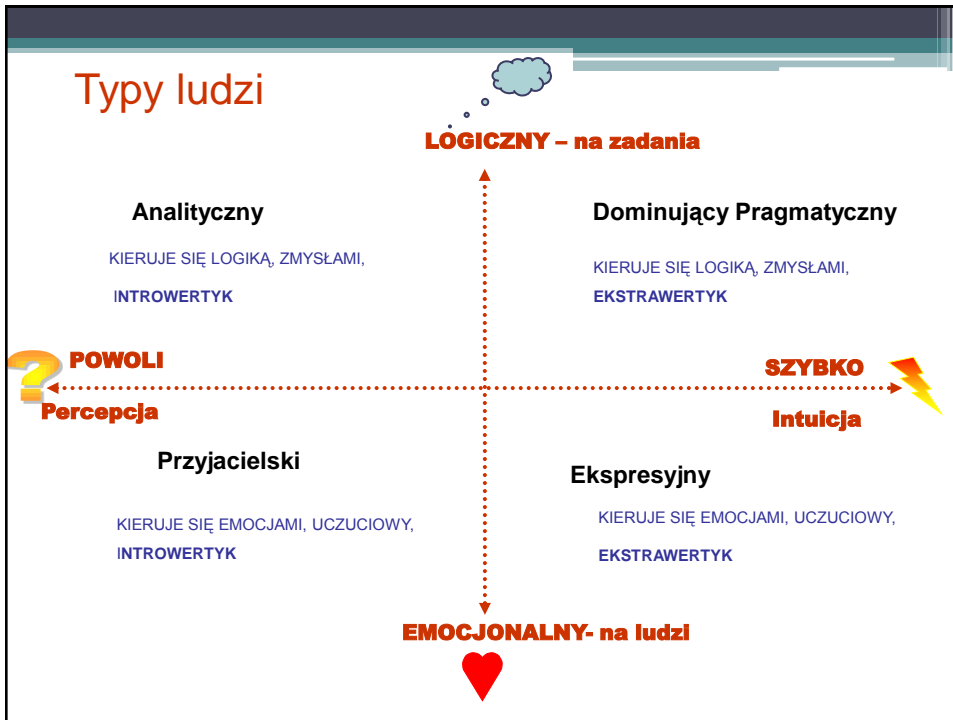 Typy ludzi
LOGICZNY – na zadania
Analityczny
KIERUJE SIĘ LOGIKĄ, ZMYSŁAMI,
INTROWERTYK
Dominujący Pragmatyczny
KIERUJE SIĘ LOGIKĄ, ZMYSŁAMI,
EKSTRAWERTYK
?
POWOLI
Percepcja
SZYBKO
Intuicja
Przyjacielski
KIERUJE SIĘ EMOCJAMI, UCZUCIOWY,
INTROWERTYK
Ekspresyjny
KIERUJE SIĘ EMOCJAMI, UCZUCIOWY,
EKSTRAWERTYK
EMOCJONALNY- na ludzi